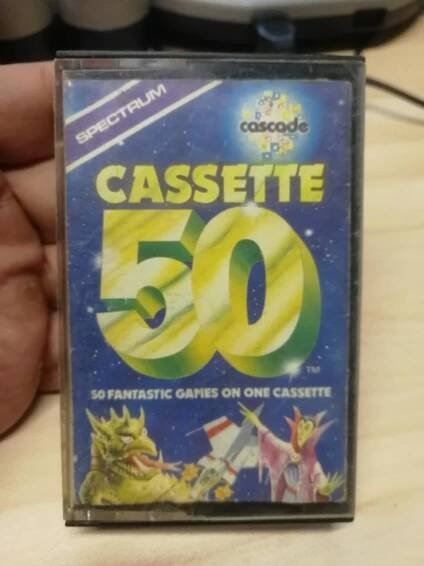 SPECTRUM
cascade
CASSETTE
50
TM
50 FANTASTIC GAMES ON ONE CASSETTE